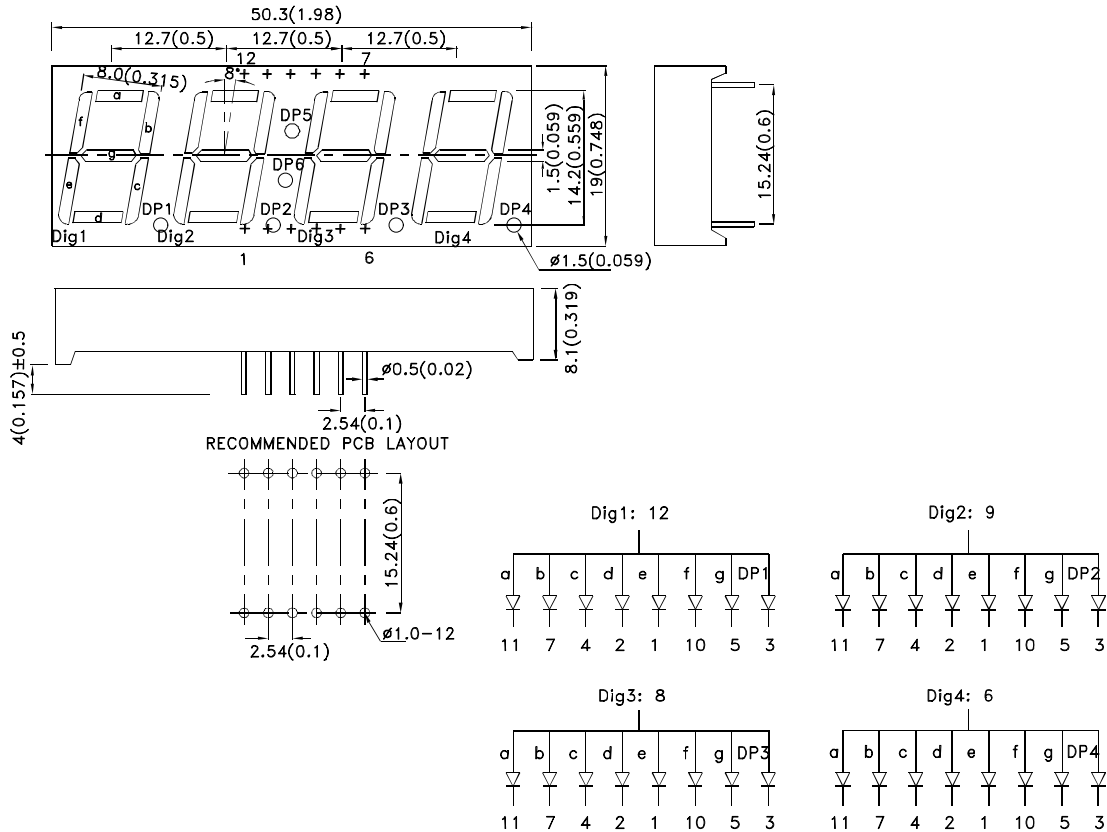 50.3(1.98)
12.7(0.5) 12.7(0.5) 12.7(0.5)
12 7
8.0(0.315) 8°
a
f b
g
e c
d
DP5
DP6
DP1 DP2 DP3 DP4
Dig1 Dig2 Dig3 Dig4
1 6
1.5(0.059)
14.2(0.559)
19(0.748)
ø1.5(0.059)
15.24(0.6)
8.1(0.319)
4(0.157)±0.5
ø0.5(0.02)
2.54(0.1)
RECOMMENDED PCB LAYOUT
15.24(0.6)
ø1.0-12
2.54(0.1)
Dig1: 12
a b c d e f g DP1
11 7 4 2 1 10 5 3
Dig2: 9
a b c d e f g DP2
11 7 4 2 1 10 5 3
Dig3: 8
a b c d e f g DP3
11 7 4 2 1 10 5 3
Dig4: 6
a b c d e f g DP4
11 7 4 2 1 10 5 3